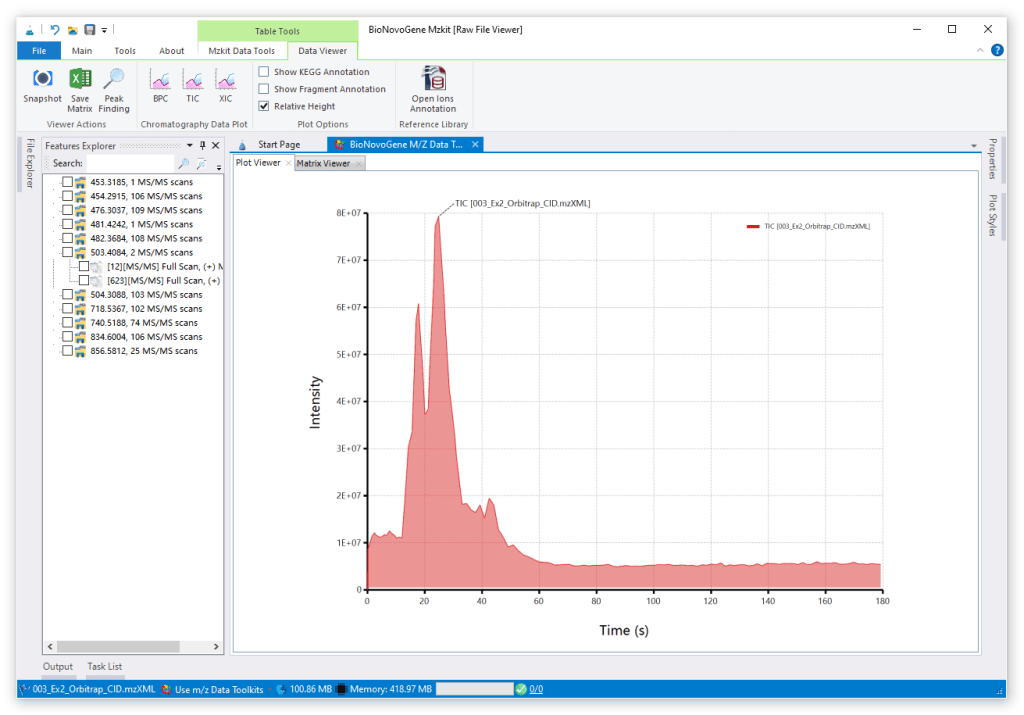 Table Tools
BioNovoGene Mzkit [Raw File Viewer]
File Main Tools About Mzkit Data Tools Data Viewer
Snapshot
Save Matrix
Peak Finding
Viewer Actions
BPC TIC XIC
Chromatography Data Plot
Show KEGG Annotation
Show Fragment Annotation
Relative Height
Plot Options
Open Ions Annotation
Reference Library
File Explorer
Features Explorer
Search:
453.3185, 1 MS/MS scans
454.2915, 106 MS/MS scans
476.3037, 109 MS/MS scans
481.4242, 1 MS/MS scans
482.3684, 108 MS/MS scans
503.4084, 2 MS/MS scans
[12][MS/MS] Full Scan, (+) M
[623][MS/MS] Full Scan, (+)
504.3088, 103 MS/MS scans
718.5367, 102 MS/MS scans
740.5188, 74 MS/MS scans
834.6004, 106 MS/MS scans
856.5812, 25 MS/MS scans
Start Page BioNovoGene M/Z Data T...
Plot Viewer Matrix Viewer
TIC [003_Ex2_Orbitrap_CID.mzXML]
TIC [003_Ex2_Orbitrap_CID.mzXML]
8E+07
7E+07
6E+07
5E+07
4E+07
3E+07
2E+07
1E+07
0
Intensity
0 20 40 60 80 100 120 140 160 180
Time (s)
Properties
Plot Styles
Output Task List
003_Ex2_Orbitrap_CID.mzXML Use m/z Data Toolkits 100.86 MB Memory: 418.97 MB 0/0